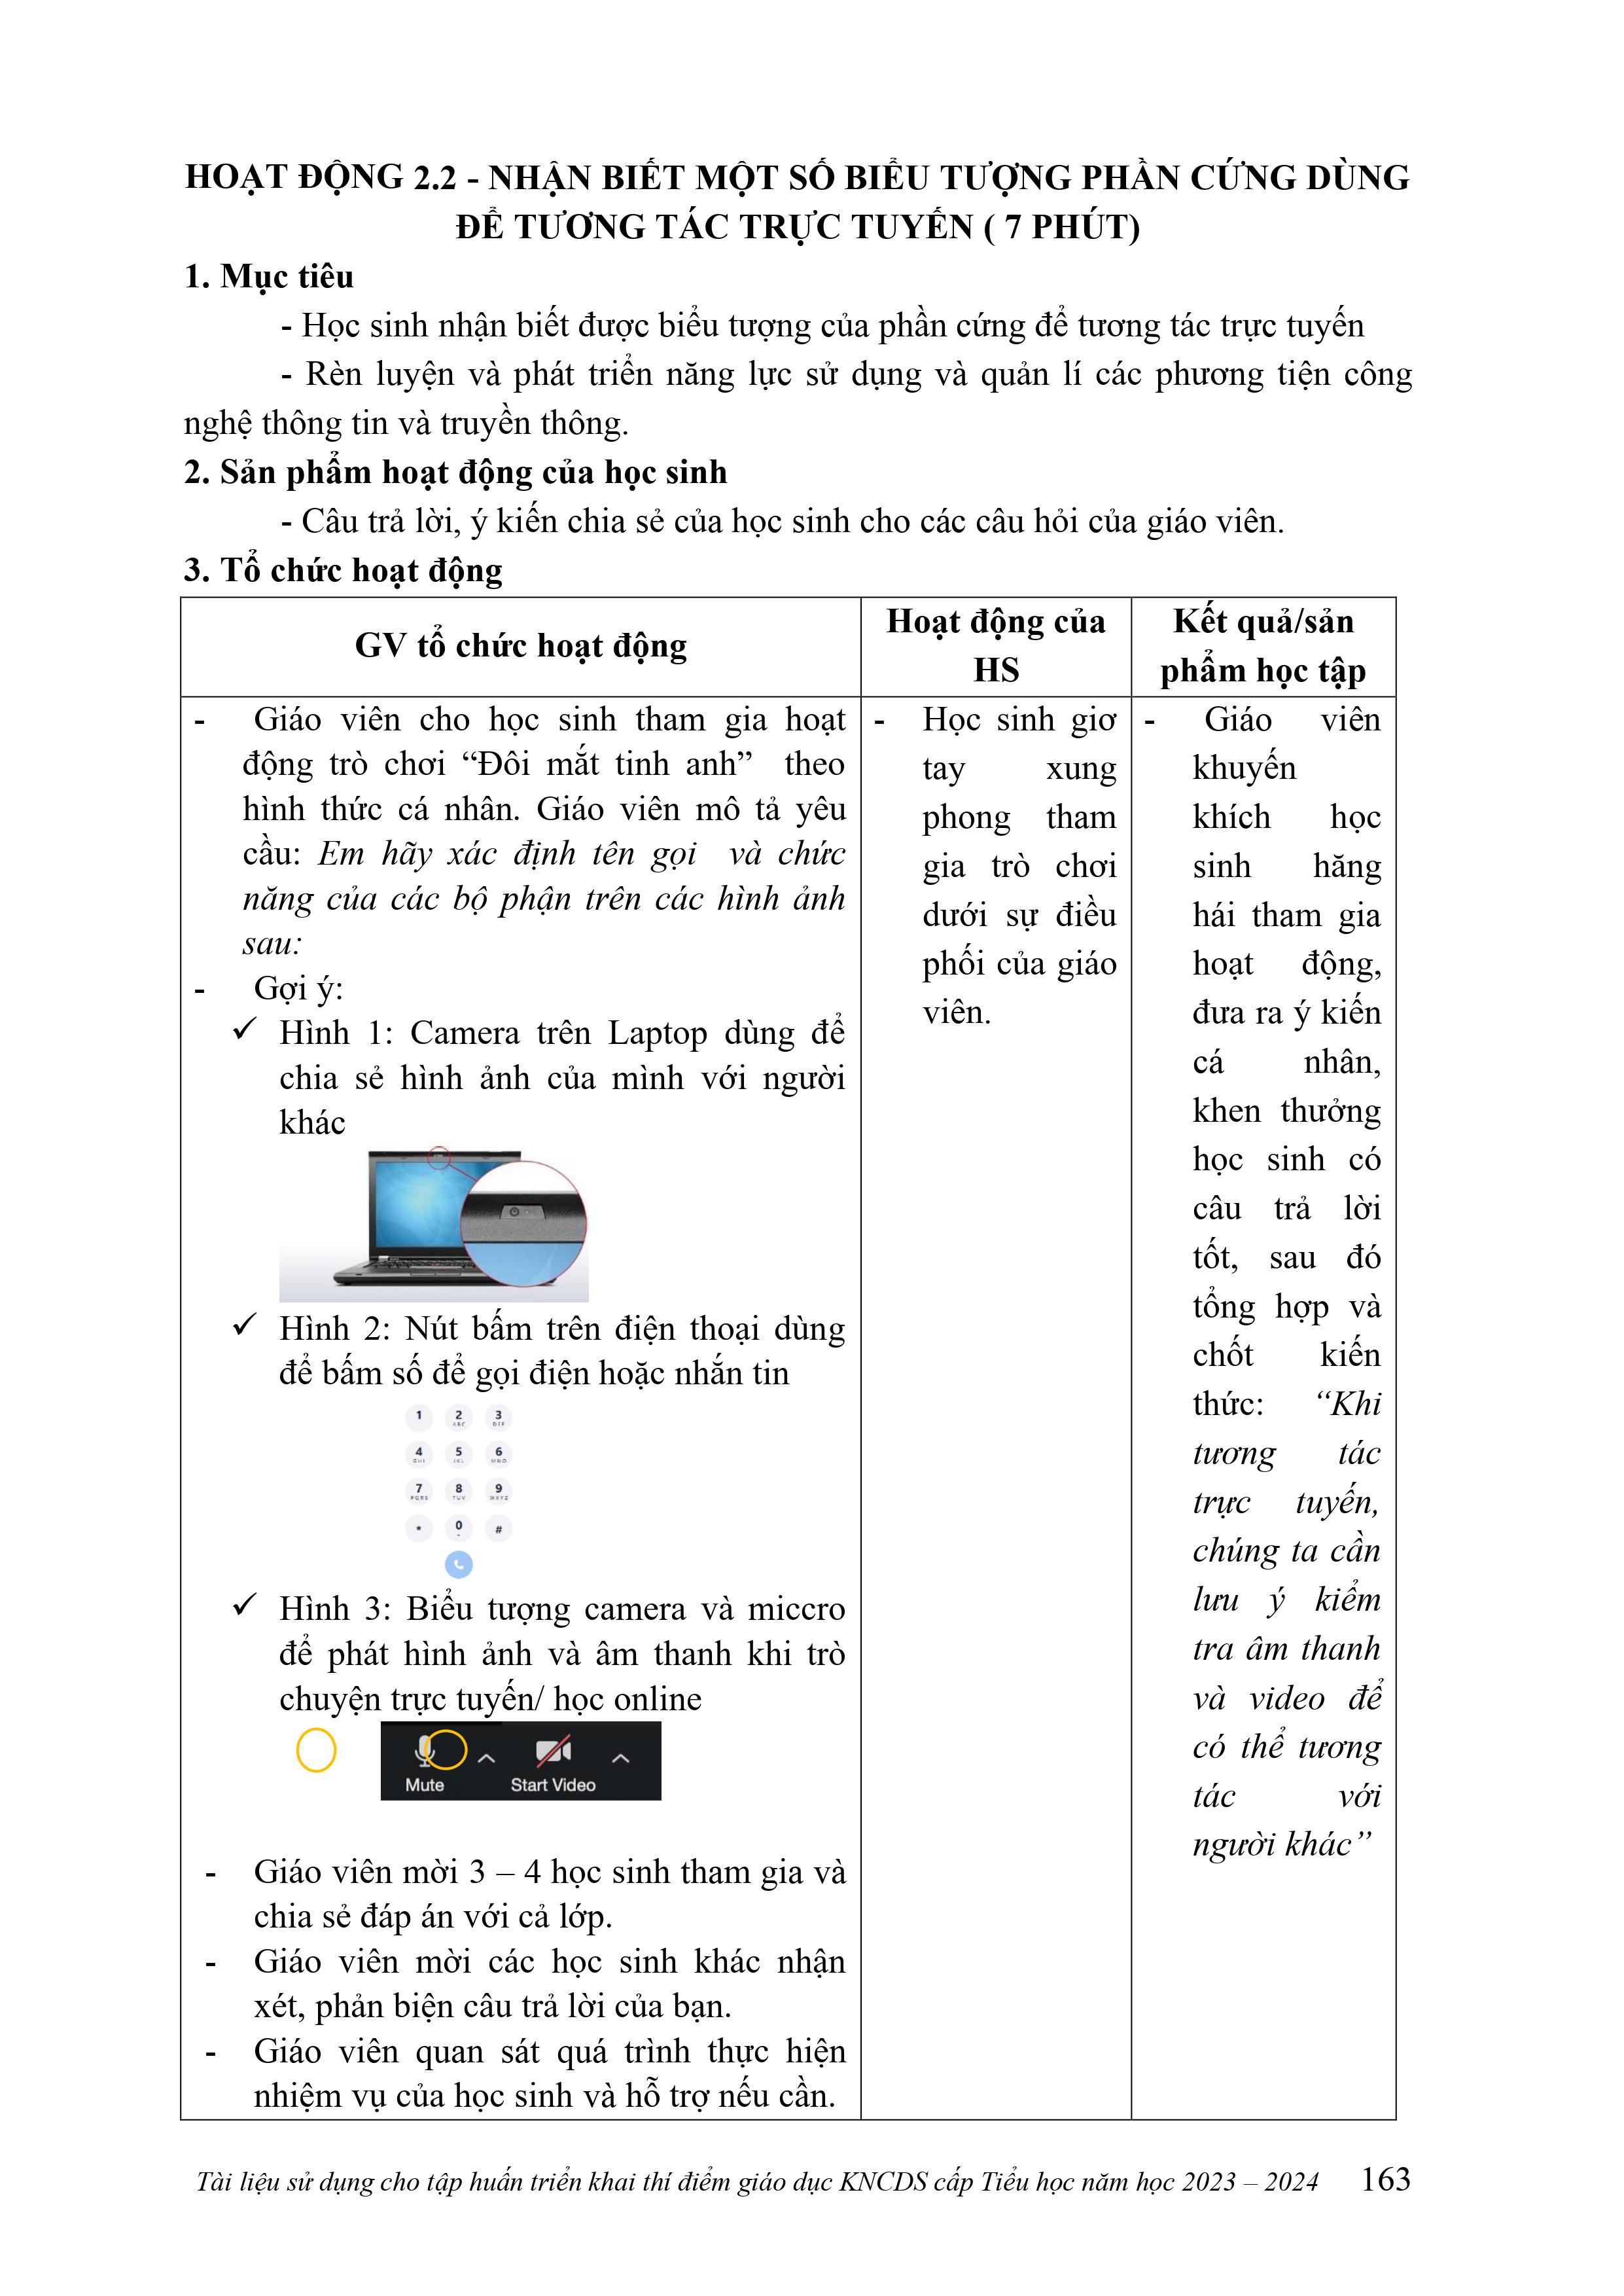 HOẠT ĐỘNG 2.2 - NHẬN BIẾT MỘT SỐ BIỂU TƯỢNG PHẦN CỨNG DÙNG
ĐỂ TƯƠNG TÁC TRỰC TUYẾN ( 7 PHÚT)
1. Mục tiêu
- Học sinh nhận biết được biểu tượng của phần cứng để tương tác trực tuyến
- Rèn luyện và phát triển năng lực sử dụng và quản lí các phương tiện công
nghệ thông tin và truyền thông.
2. Sản phẩm hoạt động của học sinh
- Câu trả lời, ý kiến chia sẻ của học sinh cho các câu hỏi của giáo viên.
3. Tổ chức hoạt động
GV tổ chức hoạt động
Hoạt động của
HS
Kết quả/sản
phẩm học tập
- Giáo viên cho học sinh tham gia hoạt
động trò chơi “Đôi mắt tinh anh” theo
hình thức cá nhân. Giáo viên mô tả yêu
cầu: Em hãy xác định tên gọi và chức
năng của các bộ phận trên các hình ảnh
sau:
- Gợi ý:
✓ Hình 1: Camera trên Laptop dùng để
chia sẻ hình ảnh của mình với người
khác
✓ Hình 2: Nút bấm trên điện thoại dùng
để bấm số để gọi điện hoặc nhắn tin
1 2 3
ABC DEF
4 5 6
GHI JKL MNO
7 8 9
PQRS TUV WXYZ
* 0 #
✓ Hình 3: Biểu tượng camera và miccro
để phát hình ảnh và âm thanh khi trò
chuyện trực tuyến/ học online
Mute Start Video
- Giáo viên mời 3 – 4 học sinh tham gia và
chia sẻ đáp án với cả lớp.
- Giáo viên mời các học sinh khác nhận
xét, phản biện câu trả lời của bạn.
- Giáo viên quan sát quá trình thực hiện
nhiệm vụ của học sinh và hỗ trợ nếu cần.
- Học sinh giơ
tay xung
phong tham
gia trò chơi
dưới sự điều
phối của giáo
viên.
- Giáo viên
khuyến
khích học
sinh hăng
hái tham gia
hoạt động,
đưa ra ý kiến
cá nhân,
khen thưởng
học sinh có
câu trả lời
tốt, sau đó
tổng hợp và
chốt kiến
thức: “Khi
tương tác
trực tuyến,
chúng ta cần
lưu ý kiểm
tra âm thanh
và video để
có thể tương
tác với
người khác”
Tài liệu sử dụng cho tập huấn triển khai thí điểm giáo dục KNCDS cấp Tiểu học năm học 2023 – 2024 163